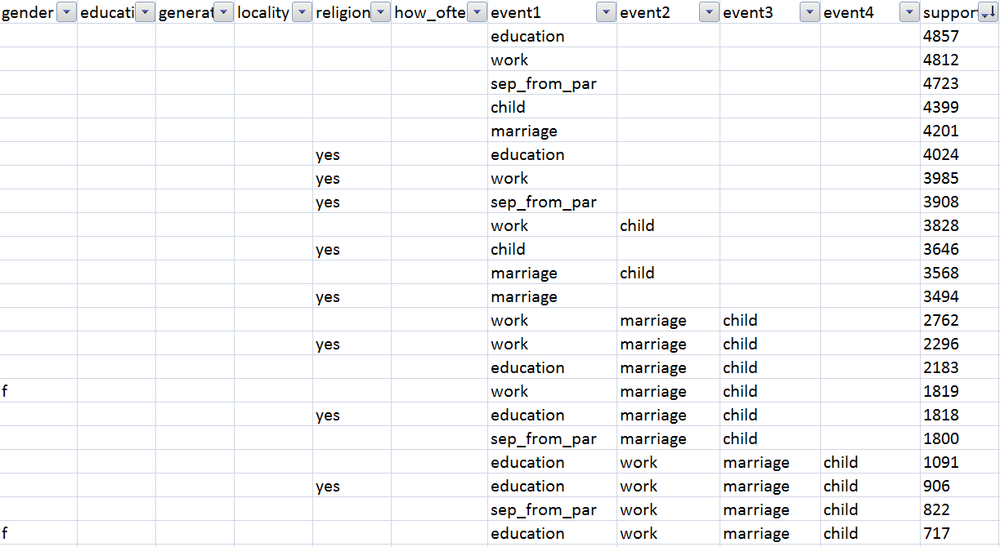 gender educati generat locality religion how_ofte event1 event2 event3 event4 suppor
education 4857
work 4812
sep_from_par 4723
child 4399
marriage 4201
yes education 4024
yes work 3985
yes sep_from_par 3908
work child 3828
yes child 3646
marriage child 3568
yes marriage 3494
work marriage child 2762
yes work marriage child 2296
education marriage child 2183
f work marriage child 1819
yes education marriage child 1818
sep_from_par marriage child 1800
education work marriage child 1091
yes education work marriage child 906
sep_from_par work marriage child 822
f education work marriage child 717